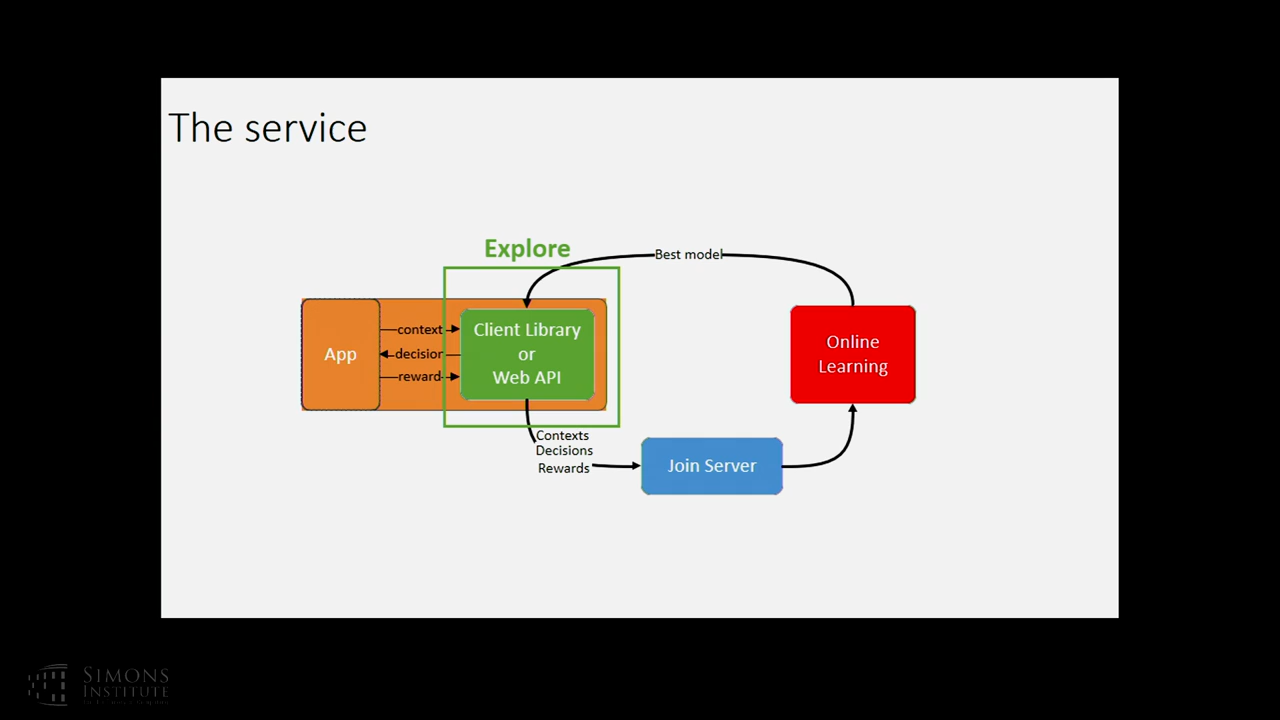 The service
Explore
Best model
App
context
decision
reward
Client Library
or
Web API
Online
Learning
Contexts
Decisions
Rewards
Join Server
SIMONS
INSTITUTE